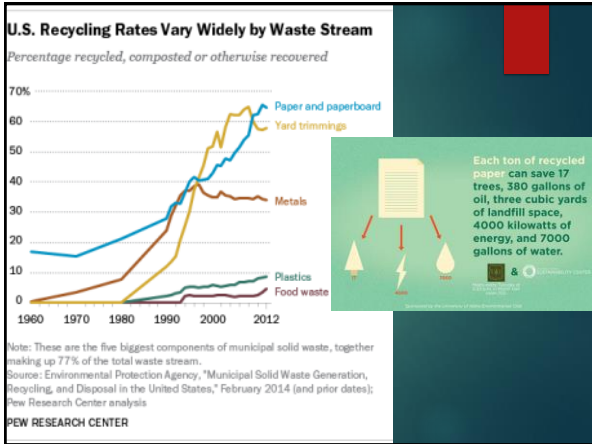 U.S. Recycling Rates Vary Widely by Waste Stream
Percentage recycled, composted or otherwise recovered
70%
60
50
40
30
20
10
0
1960
1970
1980
1990
2000
2012
Paper and paperboard
Yard trimmings
Metals
Plastics
Food waste
Note: These are the five biggest components of municipal solid waste, together
making up 77% of the total waste stream.
Source: Environmental Protection Agency, "Municipal Solid Waste Generation,
Recycling, and Disposal in the United States," February 2014 (and prior dates);
Pew Research Center analysis
PEW RESEARCH CENTER
Each ton of recycled
paper can save 17
trees, 380 gallons of
oil, three cubic yards
of landfill space,
4000 kilowatts of
energy, and 7000
gallons of water.
17
4000
7000
&